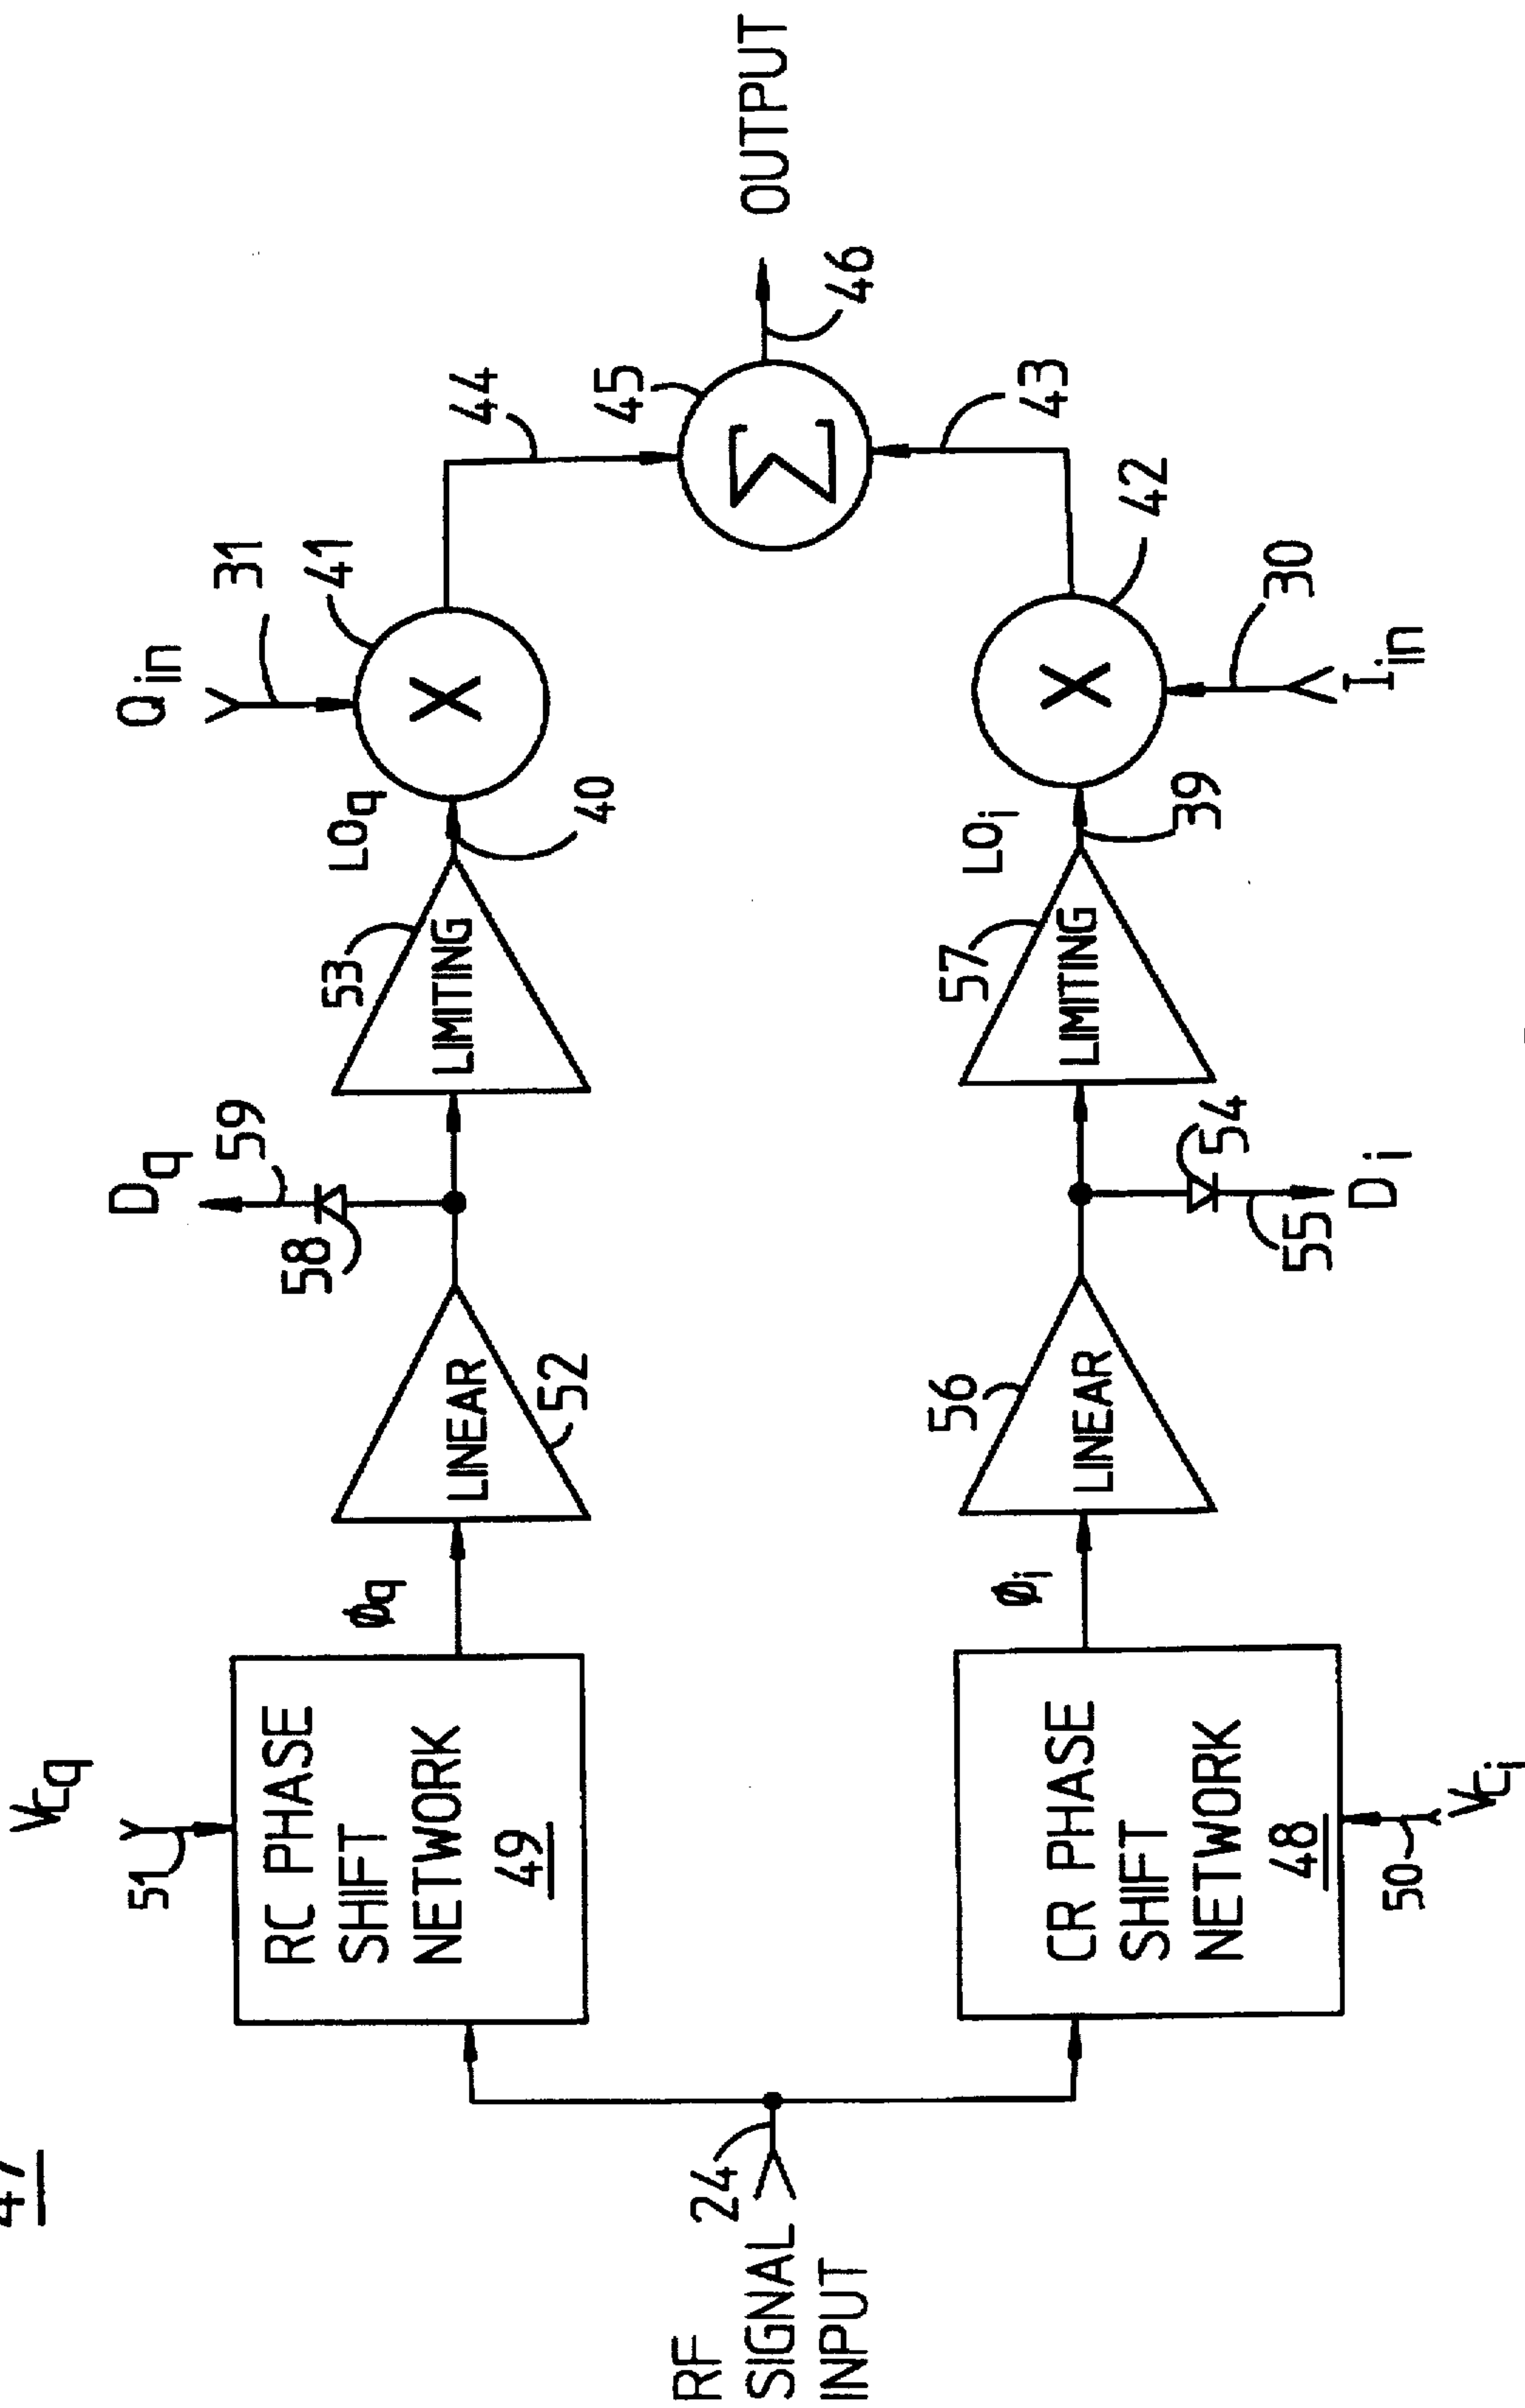 47
Vcq
51
RC PHASE
SHIFT
NETWORK
49
φq
LINEAR
52
Dq
59
58
LIMITING
53
LOq
40
Qin
31
41
X
44
RF
SIGNAL
INPUT
24
45
Σ
46
OUTPUT
CR PHASE
SHIFT
NETWORK
48
50
Vci
φi
56
LINEAR
54
55
Di
57
LIMITING
LOi
39
X
42
30
Iin
43